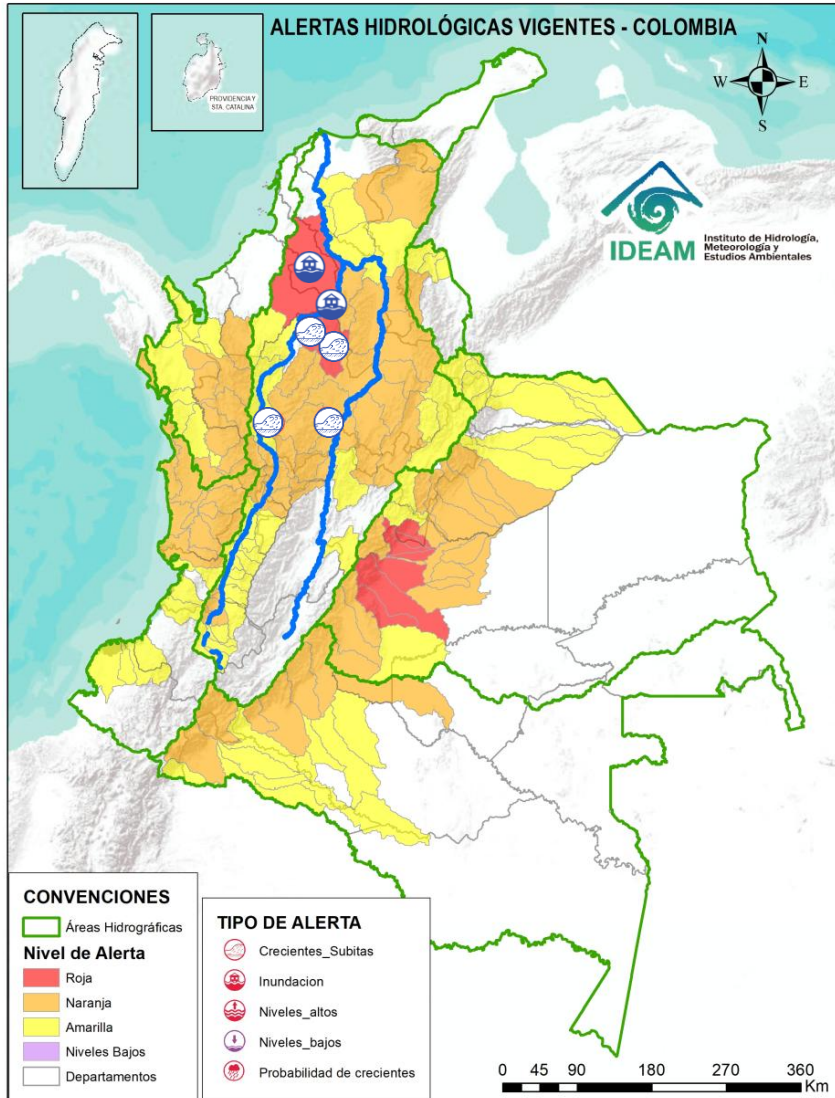 ALERTAS HIDROLÓGICAS VIGENTES - COLOMBIA
PROVIDENCIA Y
STA. CATALINA
N
W
E
S
IDEAM
Instituto de Hidrología,
Meteorología y
Estudios Ambientales
CONVENCIONES
Áreas Hidrográficas
Nivel de Alerta
Roja
Naranja
Amarilla
Niveles Bajos
Departamentos
TIPO DE ALERTA
Crecientes_Subitas
Inundacion
Niveles_altos
Niveles_bajos
Probabilidad de crecientes
0 45 90 180 270 360
Km